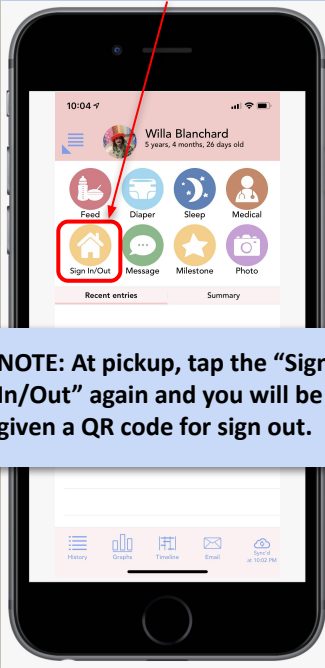 10:04
Willa Blanchard
5 years, 4 months, 26 days old
Feed Diaper Sleep Medical
Sign In/Out Message Milestone Photo
Recent entries Summary
NOTE: At pickup, tap the “Sign
In/Out” again and you will be
given a QR code for sign out.
History Graphs Timeline Email Sync'd
at 10:02 PM